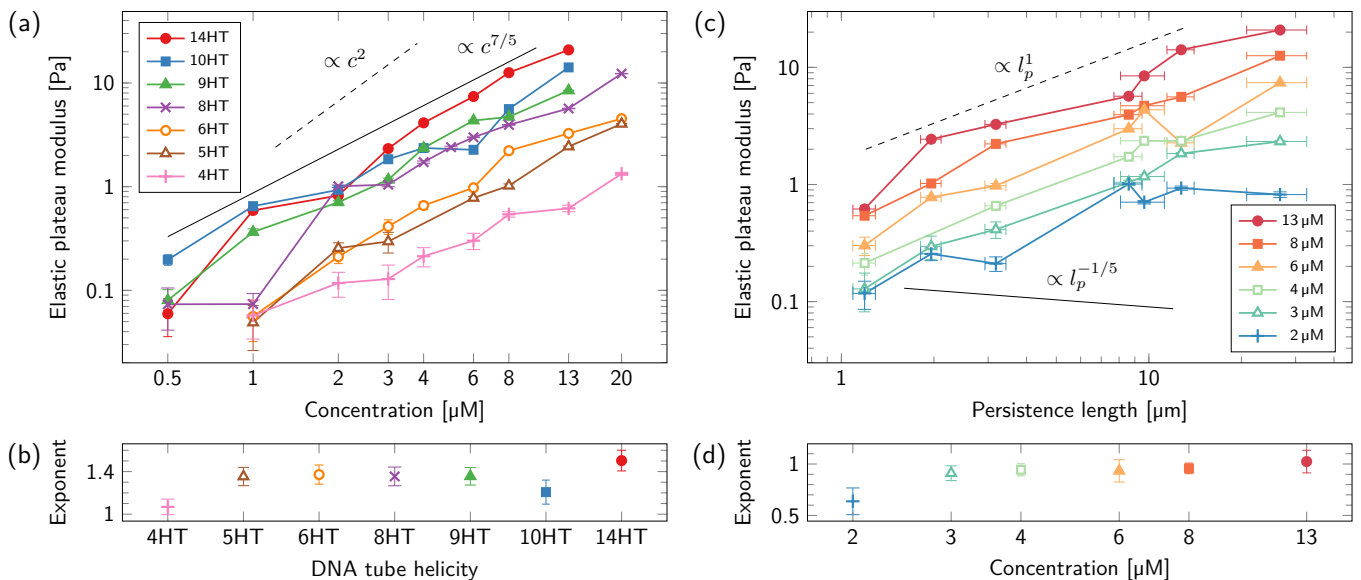 (a)
Elastic plateau modulus [Pa]
10
1
0.1
14HT
10HT
9HT
8HT
6HT
5HT
4HT
∝ c²
∝ c^{7/5}
0.5 1 2 3 4 6 8 13 20
Concentration [µM]
(b)
Exponent
1.4
1
4HT 5HT 6HT 8HT 9HT 10HT 14HT
DNA tube helicity
(c)
Elastic plateau modulus [Pa]
10
1
0.1
∝ l_p^1
∝ l_p^{-1/5}
13 µM
8 µM
6 µM
4 µM
3 µM
2 µM
1 10
Persistence length [µm]
(d)
Exponent
1
0.5
2 3 4 6 8 13
Concentration [µM]